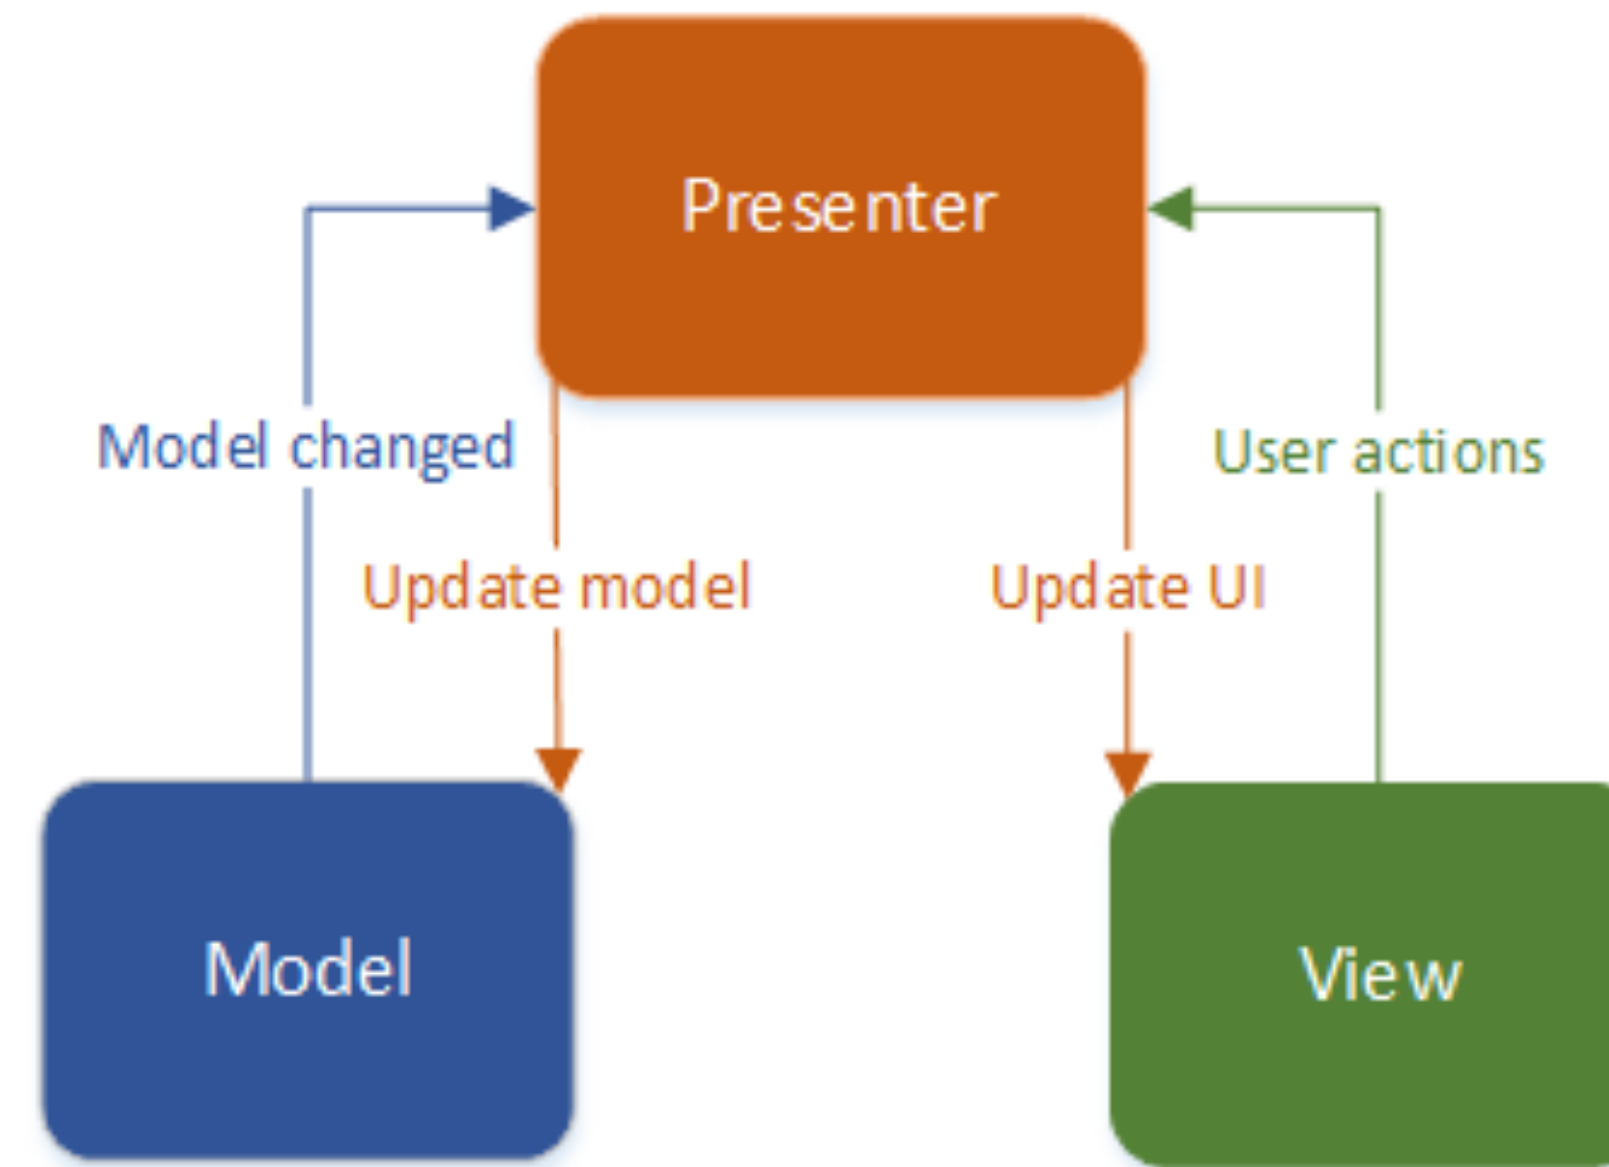 Presenter
Model changed
User actions
Update model
Update UI
Model
View